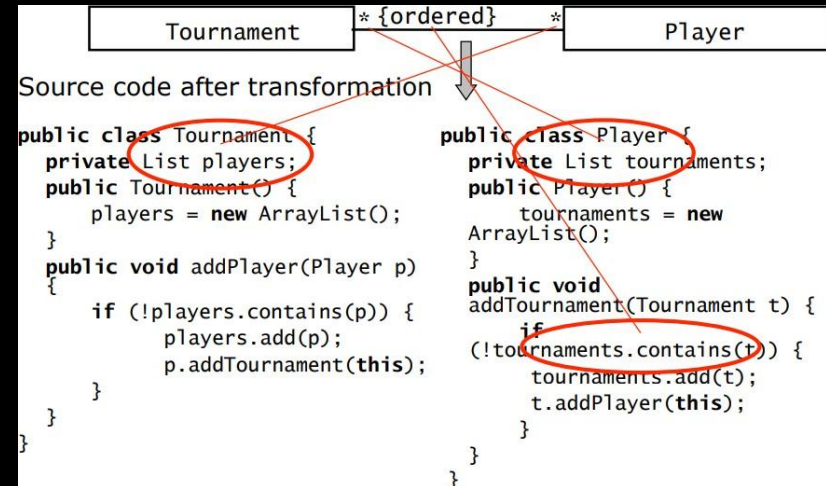 Tournament * {ordered} * Player
Source code after transformation
public class Tournament {
private List players;
public Tournament() {
players = new ArrayList();
}
public void addPlayer(Player p)
{
if (!players.contains(p)) {
players.add(p);
p.addTournament(this);
}
}
}
public class Player {
private List tournaments;
public Player() {
tournaments = new
ArrayList();
}
public void
addTournament(Tournament t) {
if
(!tournaments.contains(t)) {
tournaments.add(t);
t.addPlayer(this);
}
}
}